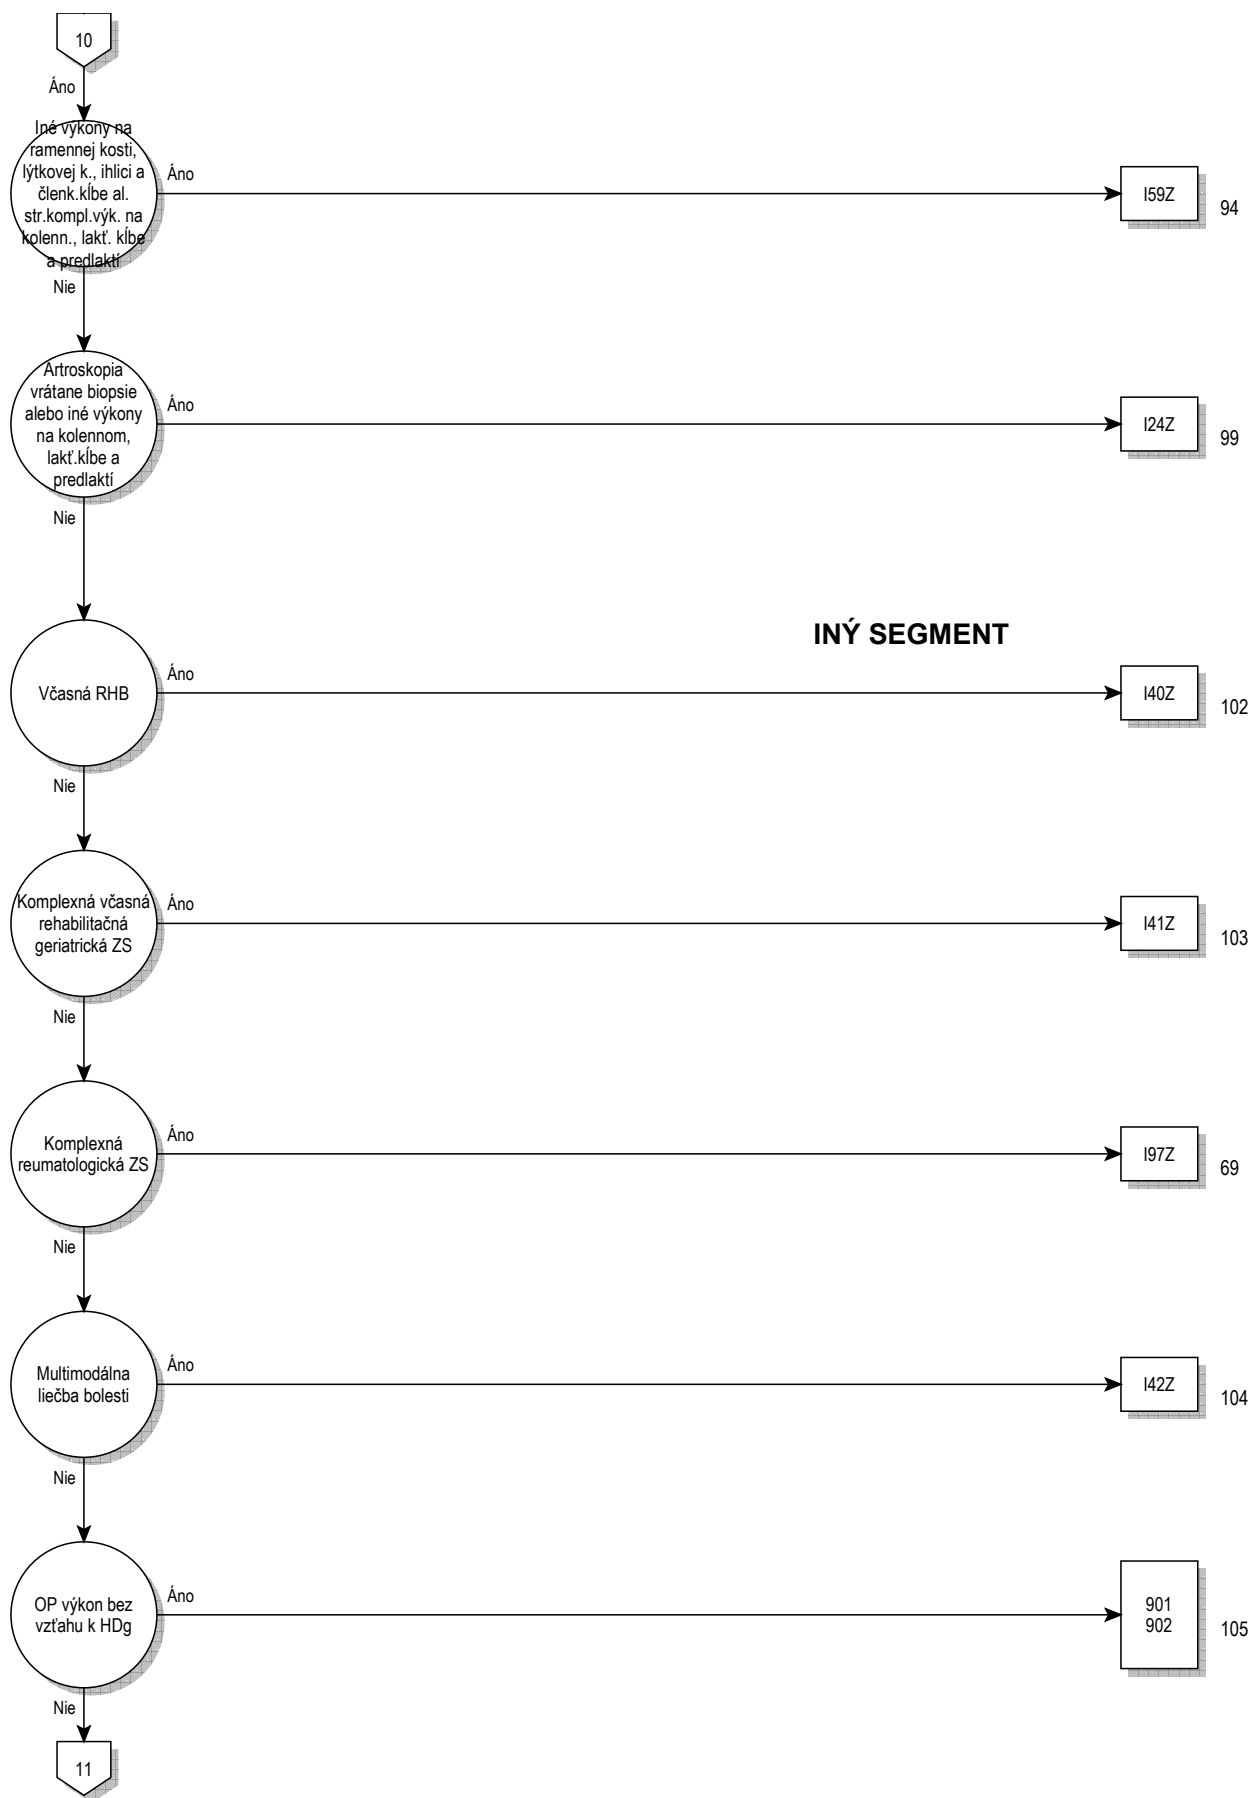 10
Áno
Iné výkony na
ramennej kosti,
lýtkovej k., ihlici a
členk.kĺbe al.
str.kompl.výk. na
kolenn., lakť. kĺbe
a predlaktí
Áno
I59Z
94
Nie
Artroskopia
vrátane biopsie
alebo iné výkony
na kolennom,
lakť.kĺbe a
predlaktí
Áno
I24Z
99
Nie
INÝ SEGMENT
Včasná RHB
Áno
I40Z
102
Nie
Komplexná včasná
rehabilitačná
geriatrická ZS
Áno
I41Z
103
Nie
Komplexná
reumatologická ZS
Áno
I97Z
69
Nie
Multimodálna
liečba bolesti
Áno
I42Z
104
Nie
OP výkon bez
vzťahu k HDg
Áno
901
902
105
Nie
11